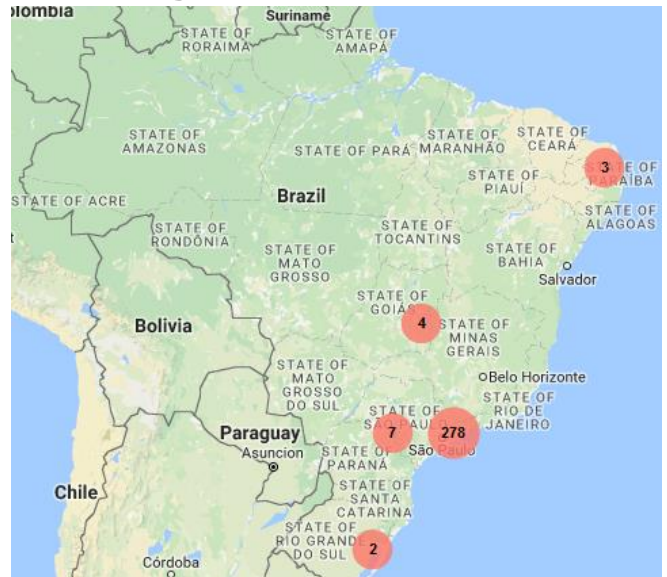 olombia
Suriname
STATE OF
RORAIMA
STATE OF
AMAPÁ
STATE OF
AMAZONAS
STATE OF PARÁ
STATE OF
MARANHÃO
STATE OF
CEARÁ
3
STATE OF
PARAÍBA
STATE OF
PIAUÍ
Brazil
STATE OF ACRE
STATE OF
ALAGOAS
STATE OF
RONDÔNIA
STATE OF
TOCANTINS
STATE OF
MATO
GROSSO
STATE OF
BAHIA
Salvador
STATE OF
GOIÁS
4
Bolivia
STATE OF
MINAS
GERAIS
STATE OF
MATO
GROSSO
DO SUL
Belo Horizonte
STATE OF
RIO DE
JANEIRO
STATE OF
SÃO PAULO
7
278
São Paulo
Paraguay
Asuncion
STATE OF
PARANÁ
STATE OF
SANTA
CATARINA
Chile
STATE OF
RIO GRANDE
DO SUL
2
Córdoba